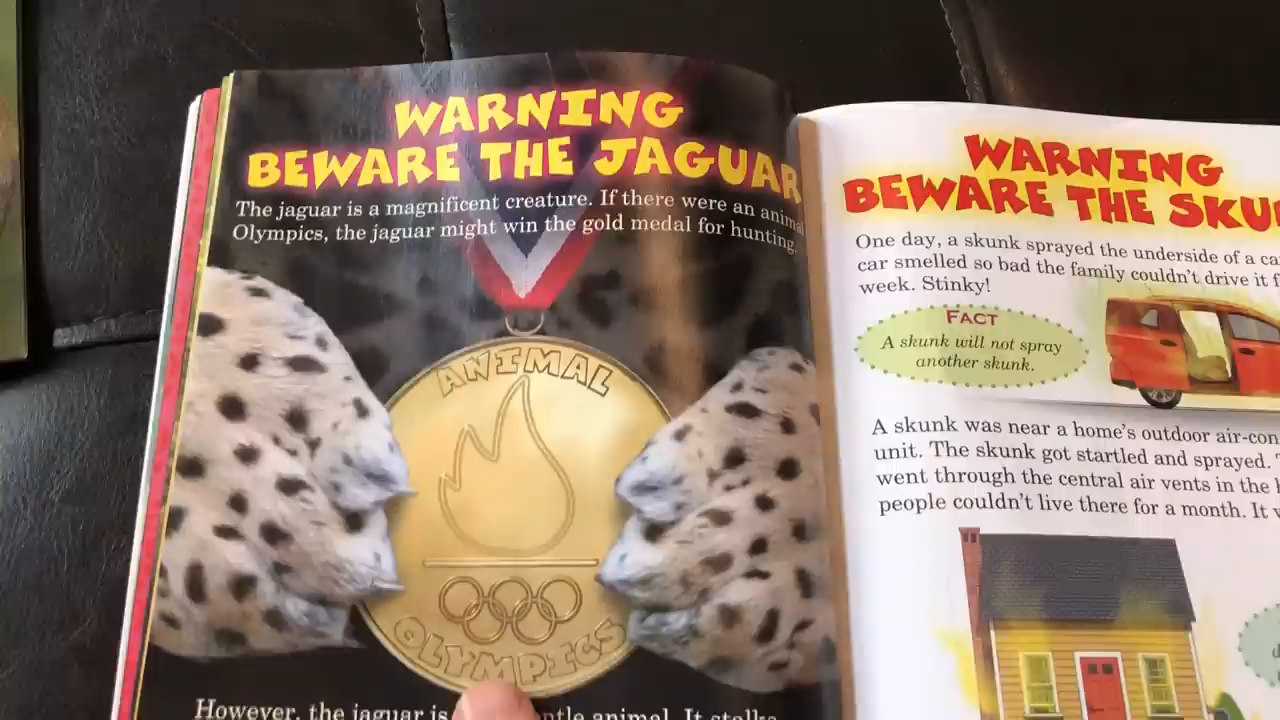 WARNING
BEWARE THE JAGUAR
The jaguar is a magnificent creature. If there were an animal
Olympics, the jaguar might win the gold medal for hunting.
ANIMAL
OLYMPICS
However, the jaguar is
animal. It stalks
WARNING
BEWARE THE
One day, a skunk sprayed the underside of a
car smelled so bad the family couldn't drive it
week. Stinky!
FACT
A skunk will not spray
another skunk.
A skunk was near a home's outdoor
unit. The skunk got startled and sprayed.
went through the central air vents in the
people couldn't live there for a month. It